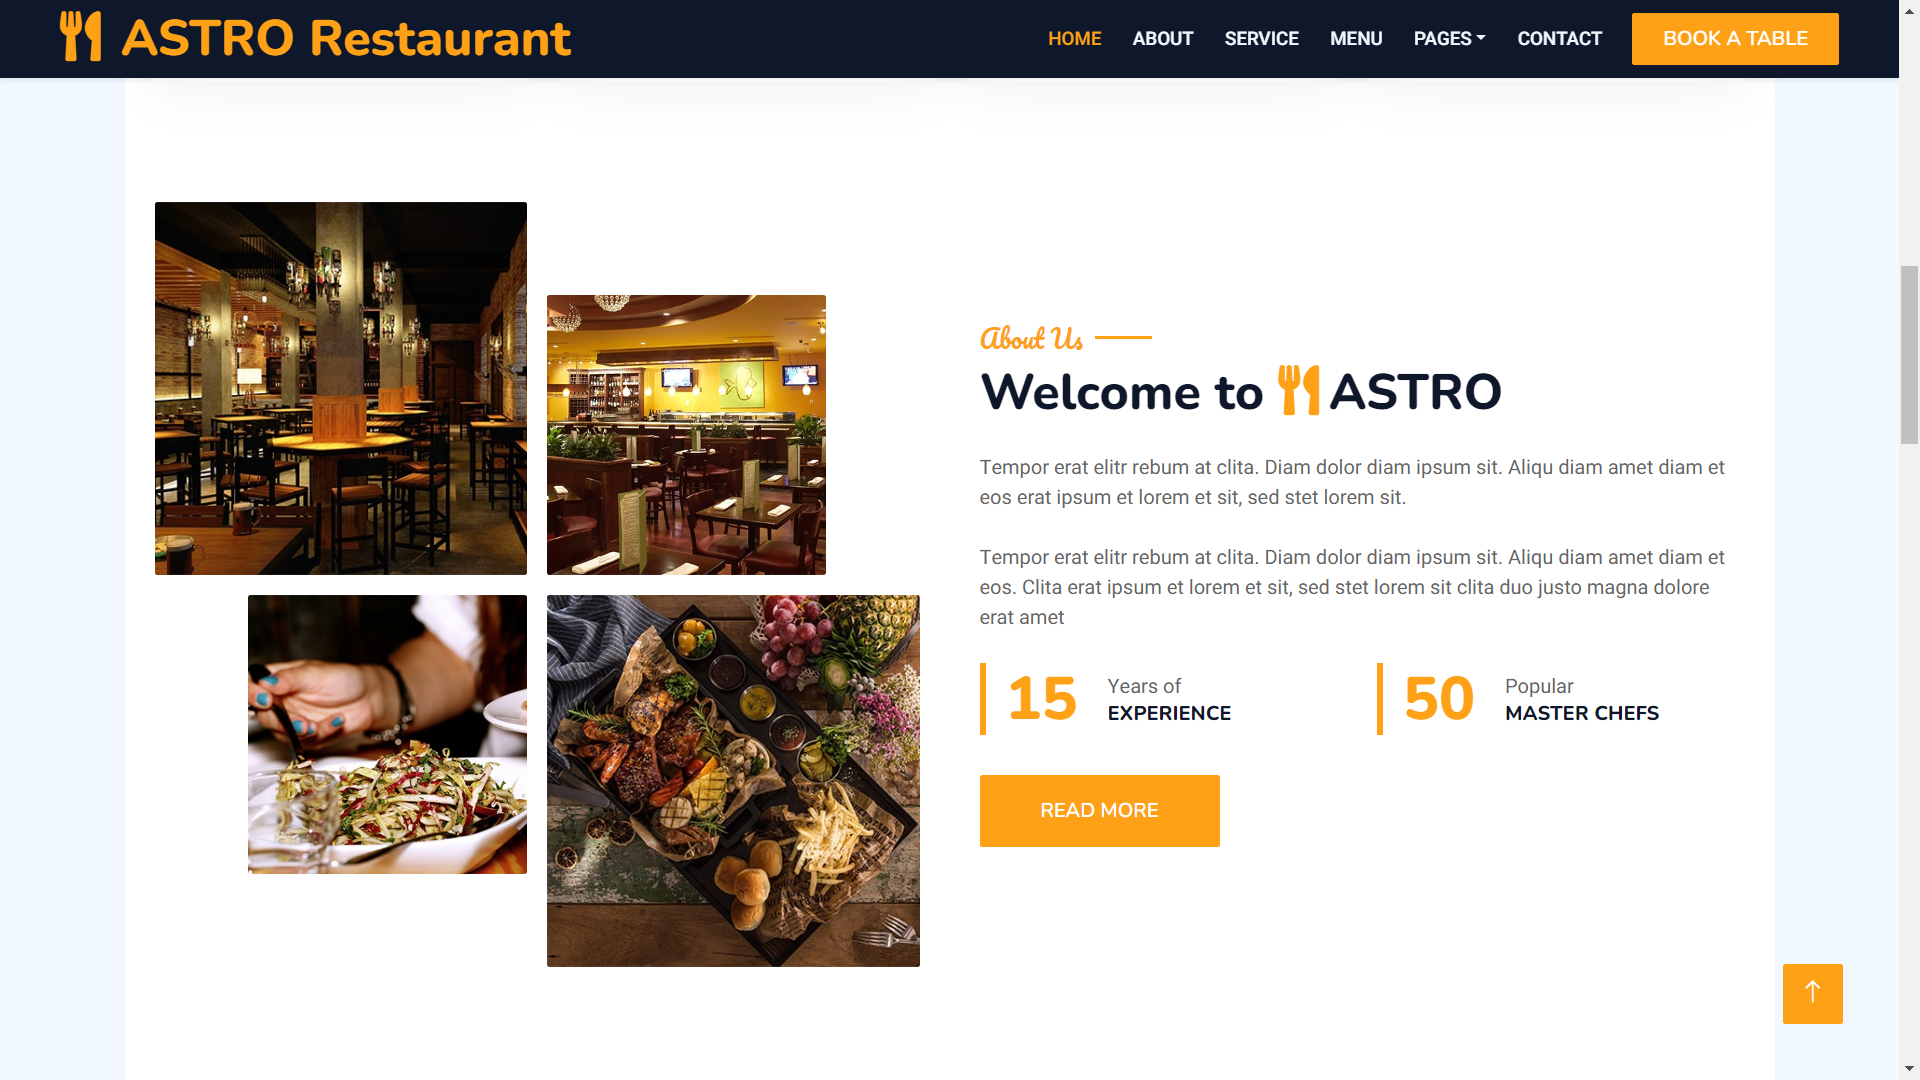 ASTRO Restaurant
HOME ABOUT SERVICE MENU PAGES CONTACT BOOK A TABLE
About Us
Welcome to ASTRO
Tempor erat elitr rebum at clita. Diam dolor diam ipsum sit. Aliqu diam amet diam et
eos erat ipsum et lorem et sit, sed stet lorem sit.
Tempor erat elitr rebum at clita. Diam dolor diam ipsum sit. Aliqu diam amet diam et
eos. Clita erat ipsum et lorem et sit, sed stet lorem sit clita duo justo magna dolore
erat amet
15 Years of
EXPERIENCE
50 Popular
MASTER CHEFS
READ MORE